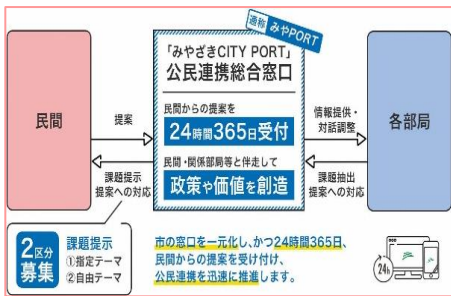 通称 みやPORT
「みやざきCITY PORT」
公民連携総合窓口
民間からの提案を
24時間365日受付
民間・関係部局等と伴走して
政策や価値を創造
民間
提案
課題提示
提案への対応
情報提供・
対話調整
課題抽出
提案への対応
各部局
2区分
募集
課題提示
①指定テーマ
②自由テーマ
市の窓口を一元化し、かつ24時間365日、
民間からの提案を受け付け、
公民連携を迅速に推進します。
24h